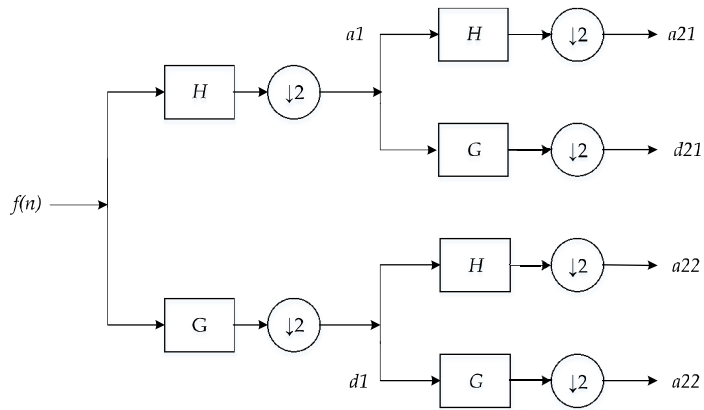 a1 H ↓2 a21
H ↓2
G ↓2 d21
f(n)
H ↓2 a22
G ↓2
d1 G ↓2 a22